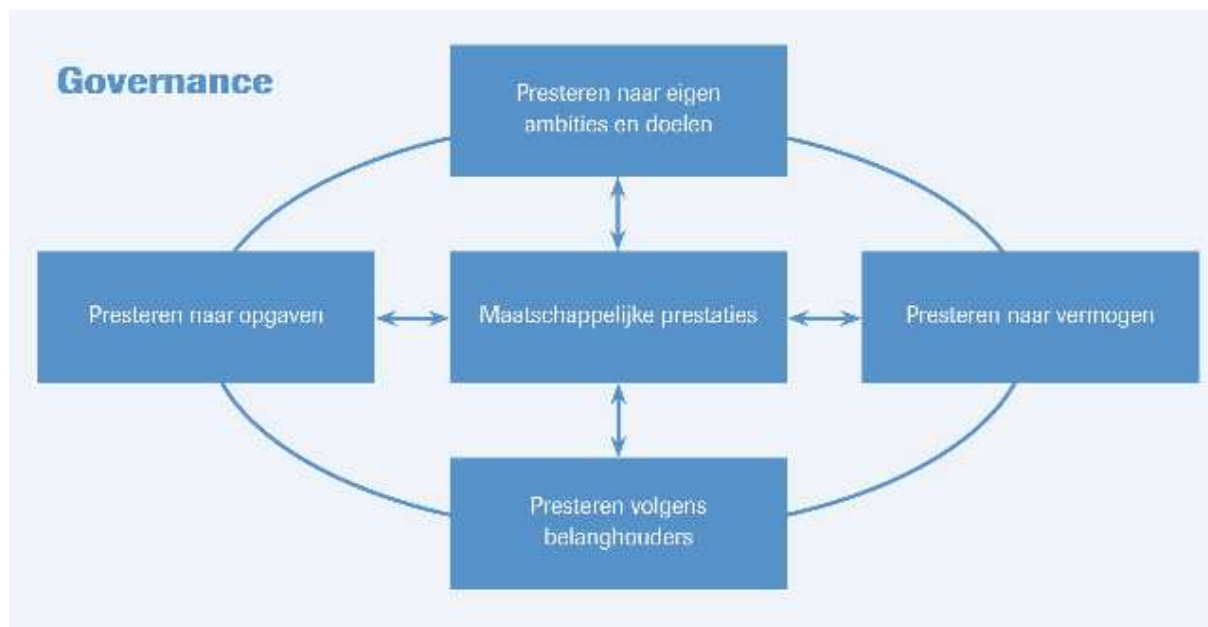 Governance
Presteren naar eigen
ambities en doelen
Presteren naar opgaven
Maatschappelijke prestaties
Presteren naar vermogen
Presteren volgens
belanghouders